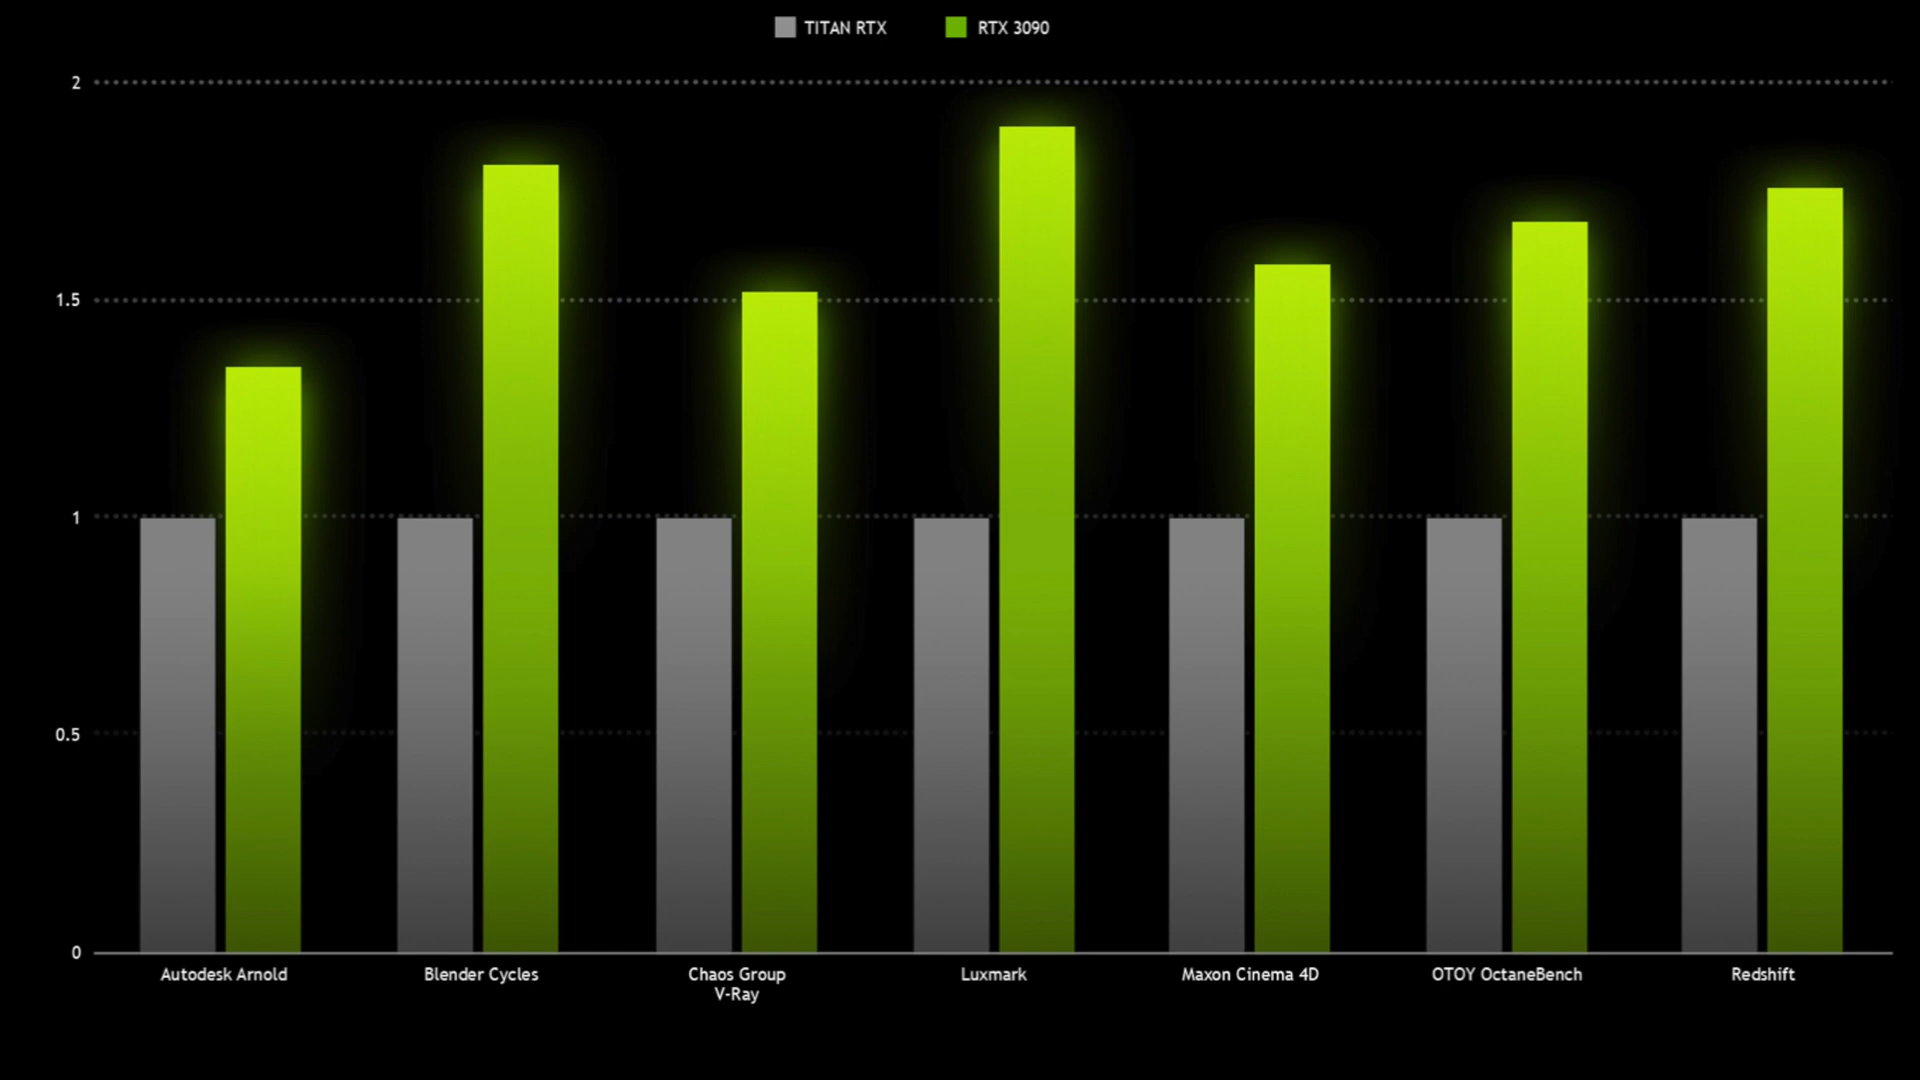 TITAN RTX RTX 3090
2
1.5
1
0.5
0
Autodesk Arnold Blender Cycles Chaos Group Luxmark Maxon Cinema 4D OTOY OctaneBench Redshift
V-Ray